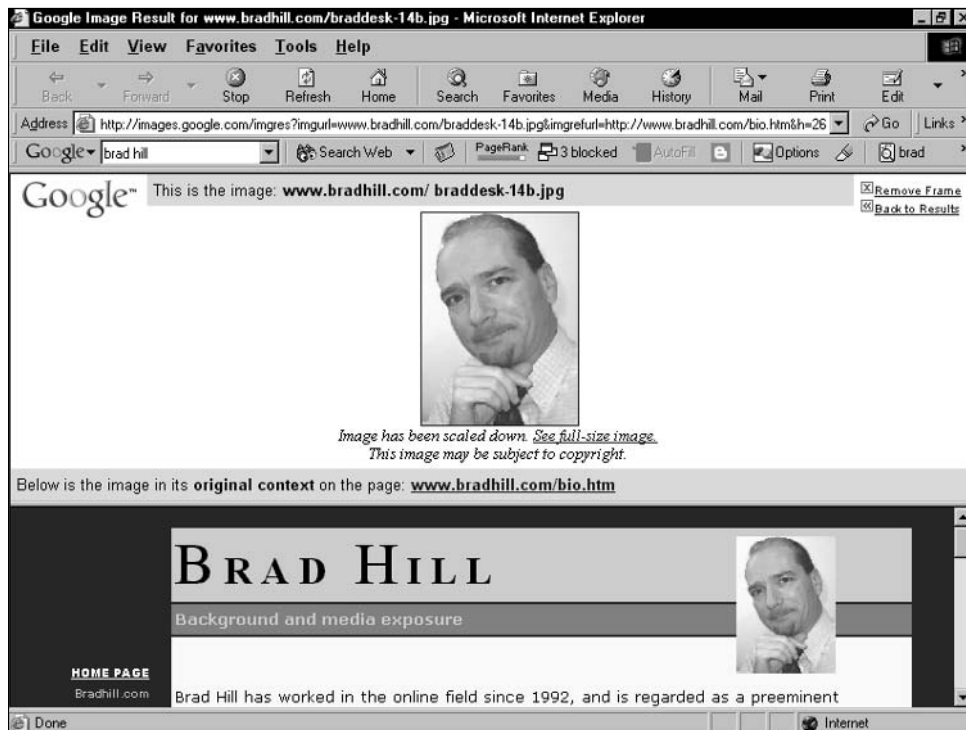 Google Image Result for www.bradhill.com/braddesk-14b.jpg - Microsoft Internet Explorer
File Edit View Favorites Tools Help
Back Forward Stop Refresh Home Search Favorites Media History Mail Print Edit
Address http://images.google.com/imgres?imgurl=www.bradhill.com/braddesk-14b.jpg&imgrefurl=http://www.bradhill.com/bio.htm&h=26 Go Links
Google brad hill Search Web PageRank 3 blocked AutoFill Options brad
Google™ This is the image: www.bradhill.com/ braddesk-14b.jpg
Remove Frame
Back to Results
Image has been scaled down. See full-size image.
This image may be subject to copyright.
Below is the image in its original context on the page: www.bradhill.com/bio.htm
BRAD HILL
Background and media exposure
HOME PAGE
Bradhill.com
Brad Hill has worked in the online field since 1992, and is regarded as a preeminent
Done Internet